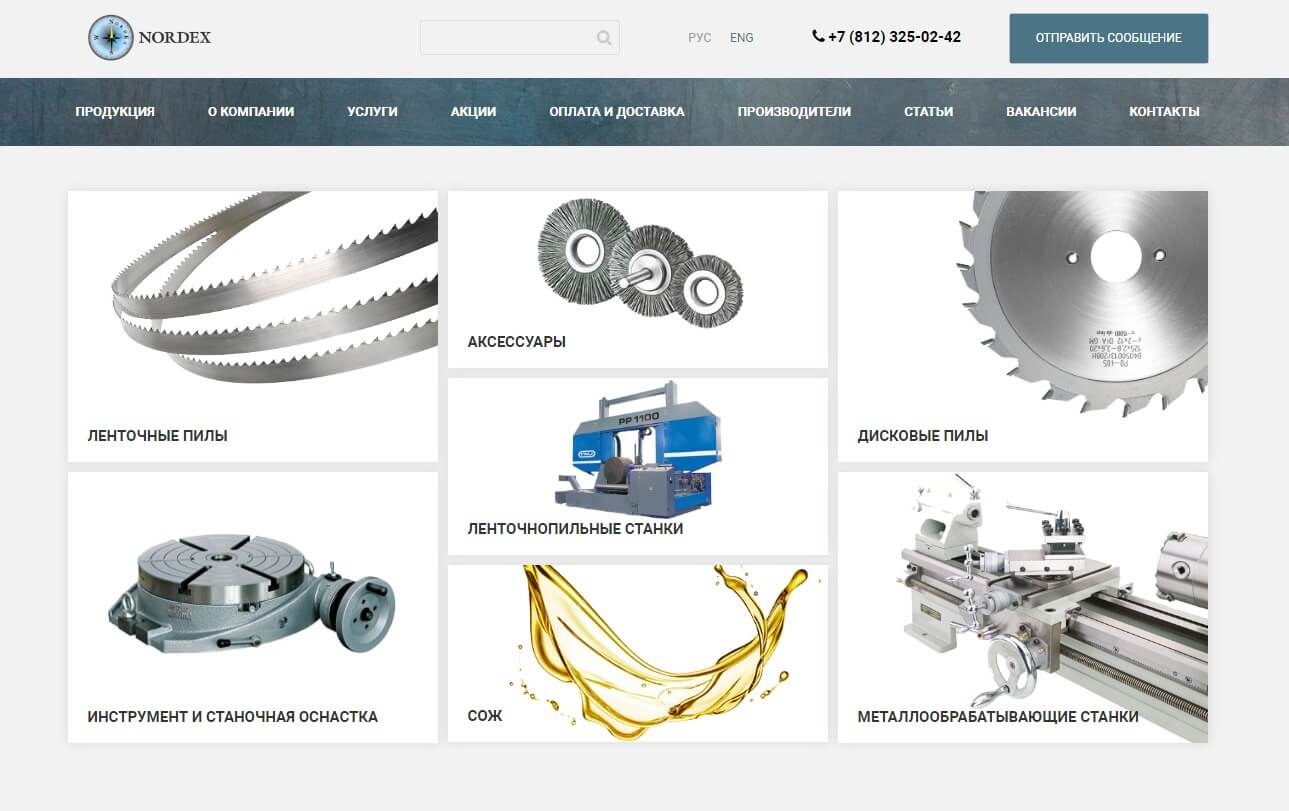 NORDEX
РУС
ENG
+7 (812) 325-02-42
ОТПРАВИТЬ СООБЩЕНИЕ
ПРОДУКЦИЯ
О КОМПАНИИ
УСЛУГИ
АКЦИИ
ОПЛАТА И ДОСТАВКА
ПРОИЗВОДИТЕЛИ
СТАТЬИ
ВАКАНСИИ
КОНТАКТЫ
ЛЕНТОЧНЫЕ ПИЛЫ
АКСЕССУАРЫ
PP 1100
ЛЕНТОЧНОПИЛЬНЫЕ СТАНКИ
ДИСКОВЫЕ ПИЛЫ
ИНСТРУМЕНТ И СТАНОЧНАЯ ОСНАСТКА
СОЖ
МЕТАЛЛООБРАБАТЫВАЮЩИЕ СТАНКИ